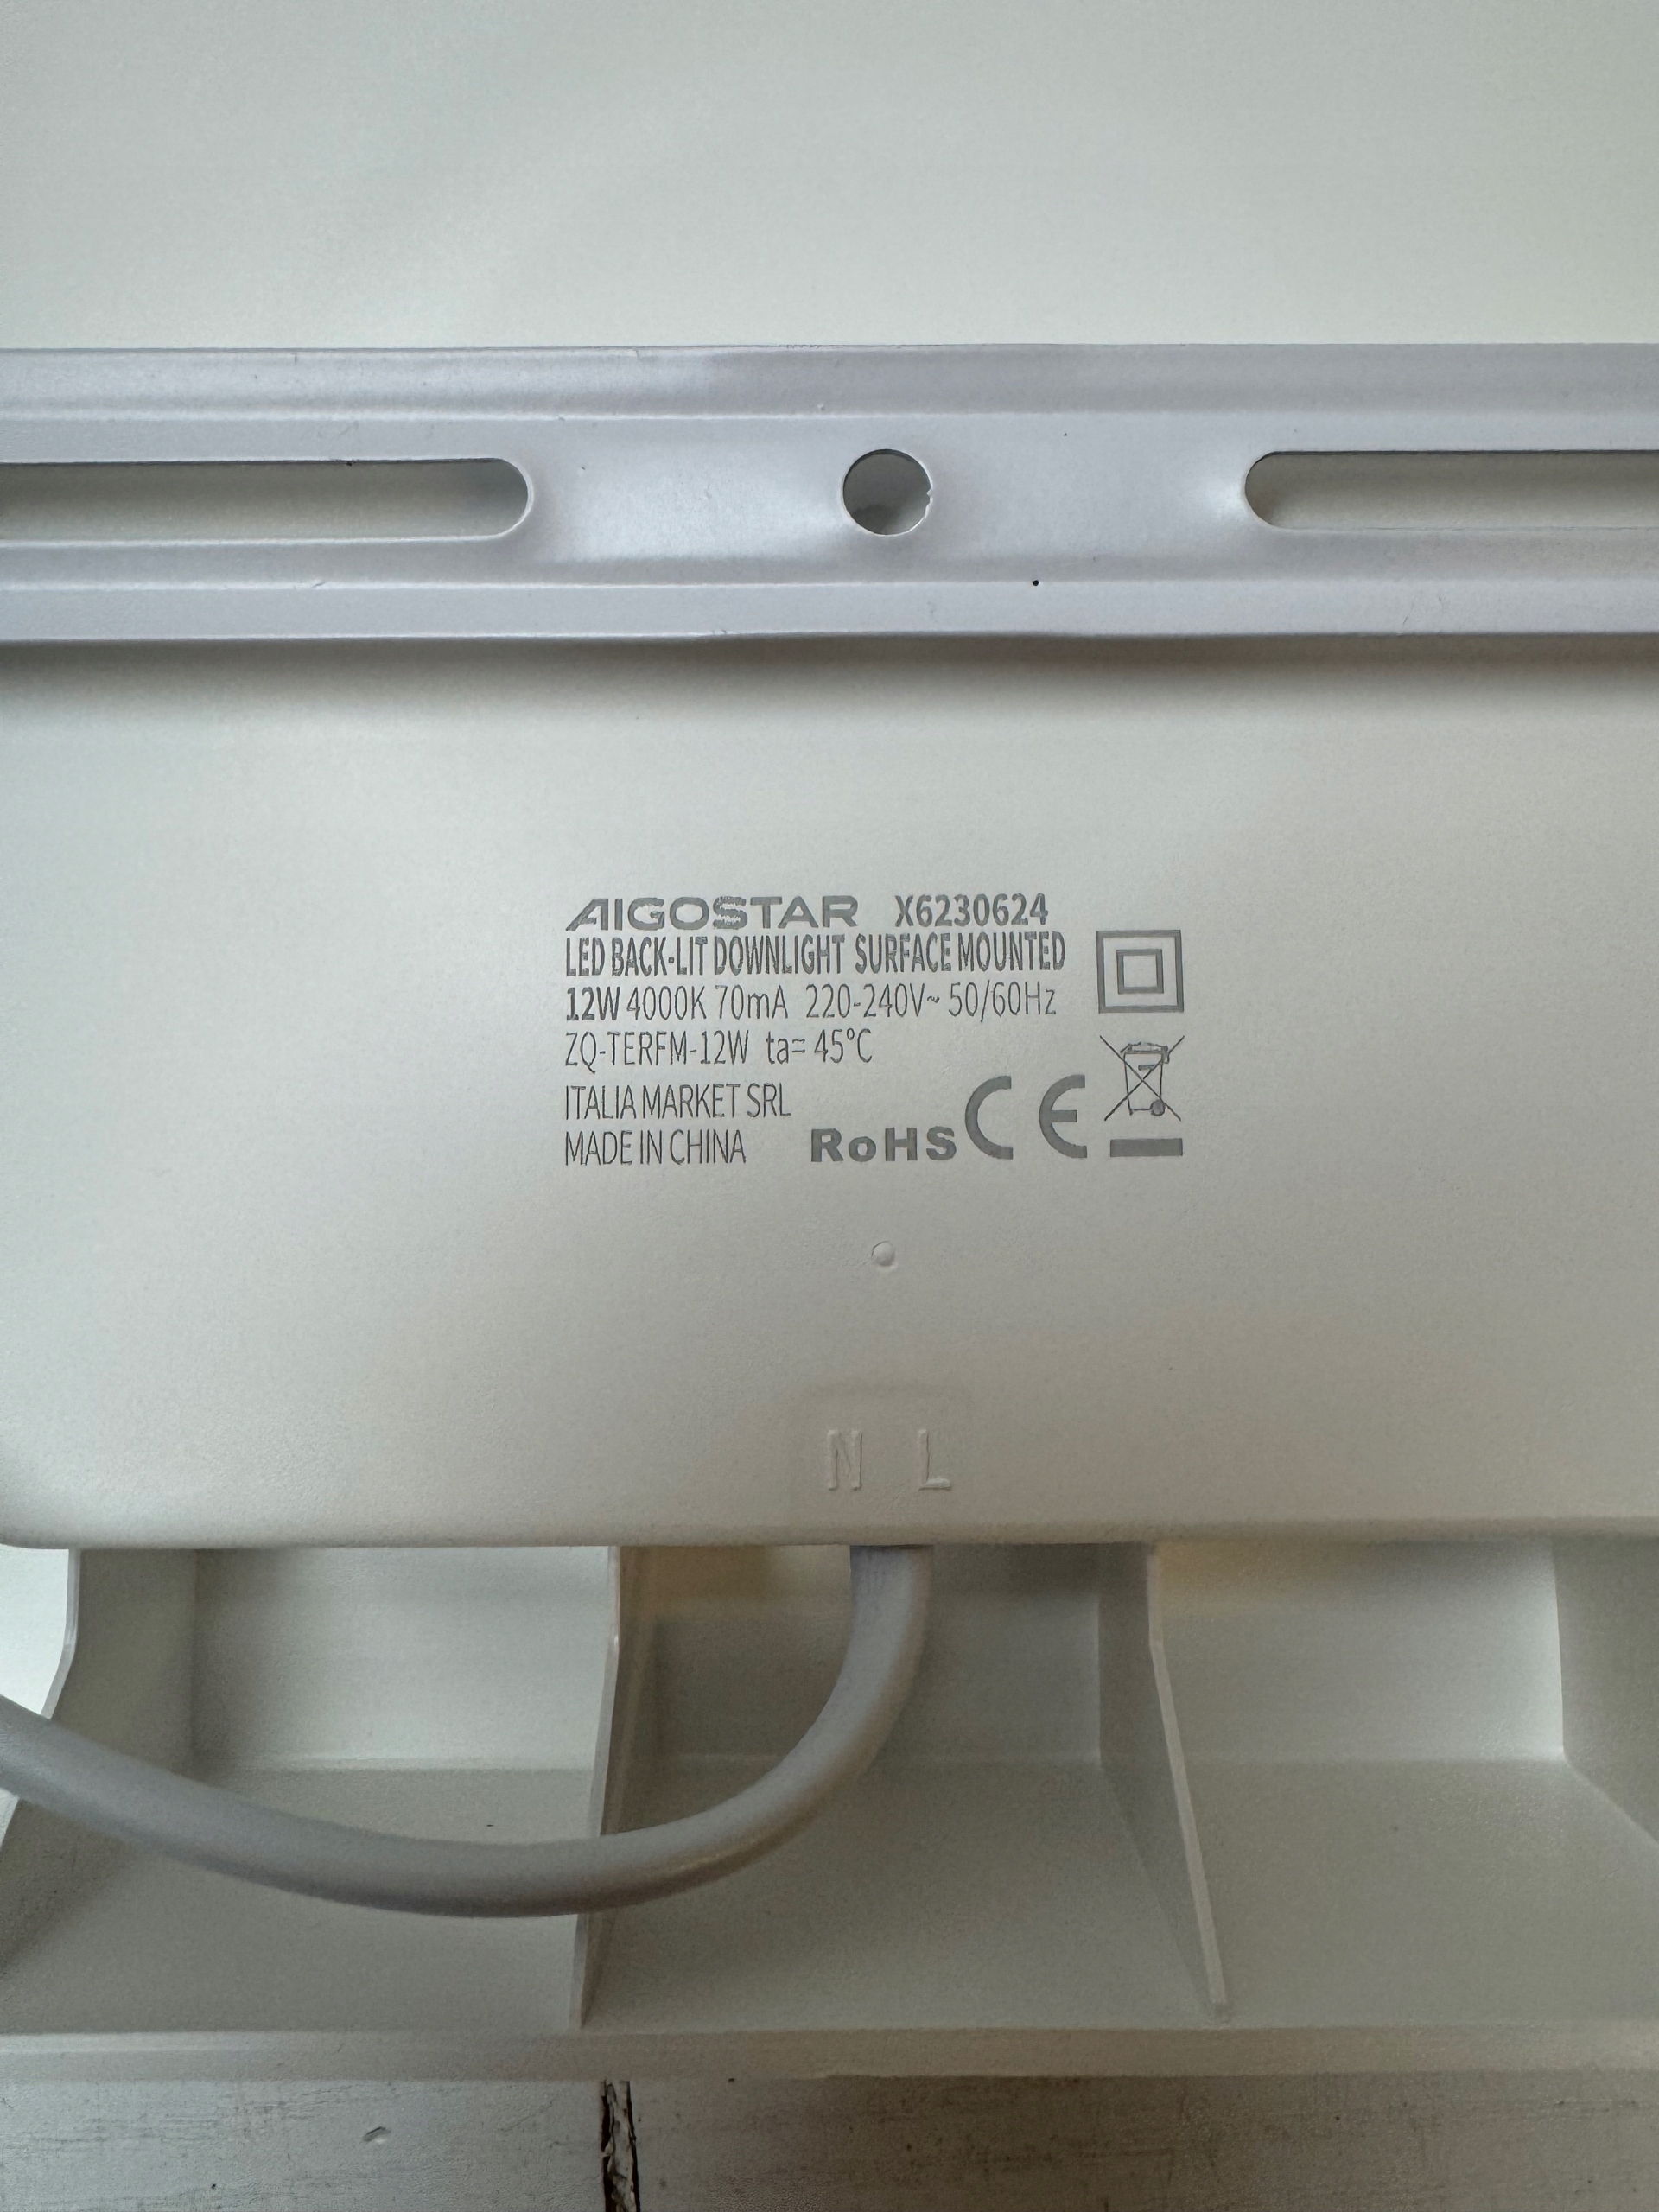 AIGOSTAR X6230624
LED BACK-LIT DOWNLIGHT SURFACE MOUNTED
12W 4000K 70mA 220-240V~ 50/60Hz
ZQ-TERFM-12W ta= 45°C
ITALIA MARKET SRL
MADE IN CHINA RoHS CE
N L